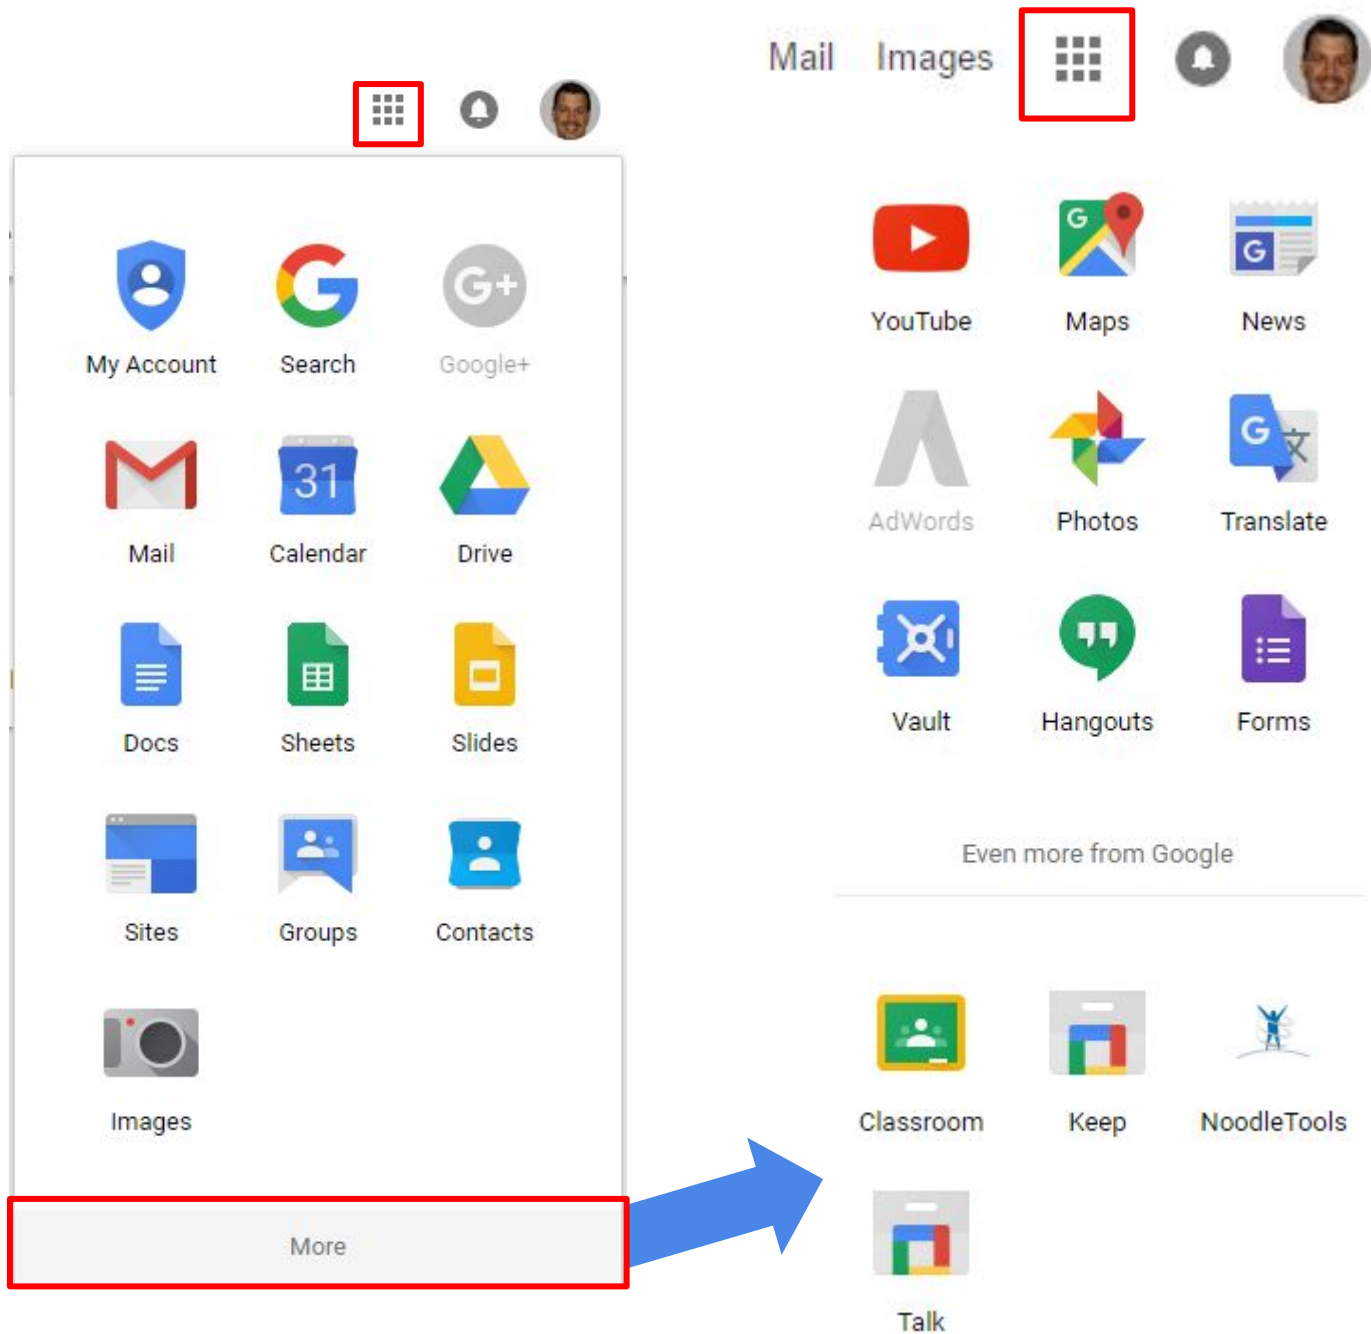 My Account Search Google+
G+
31
Mail Calendar Drive
Docs Sheets Slides
Sites Groups Contacts
Images
More
Mail Images
G
G
YouTube Maps News
G 文
AdWords Photos Translate
Vault Hangouts Forms
Even more from Google
Classroom Keep NoodleTools
Talk